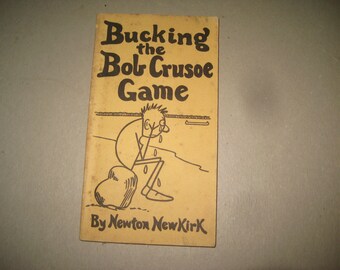 Bucking
the
Bob Crusoe
Game
By Newton NewKirk